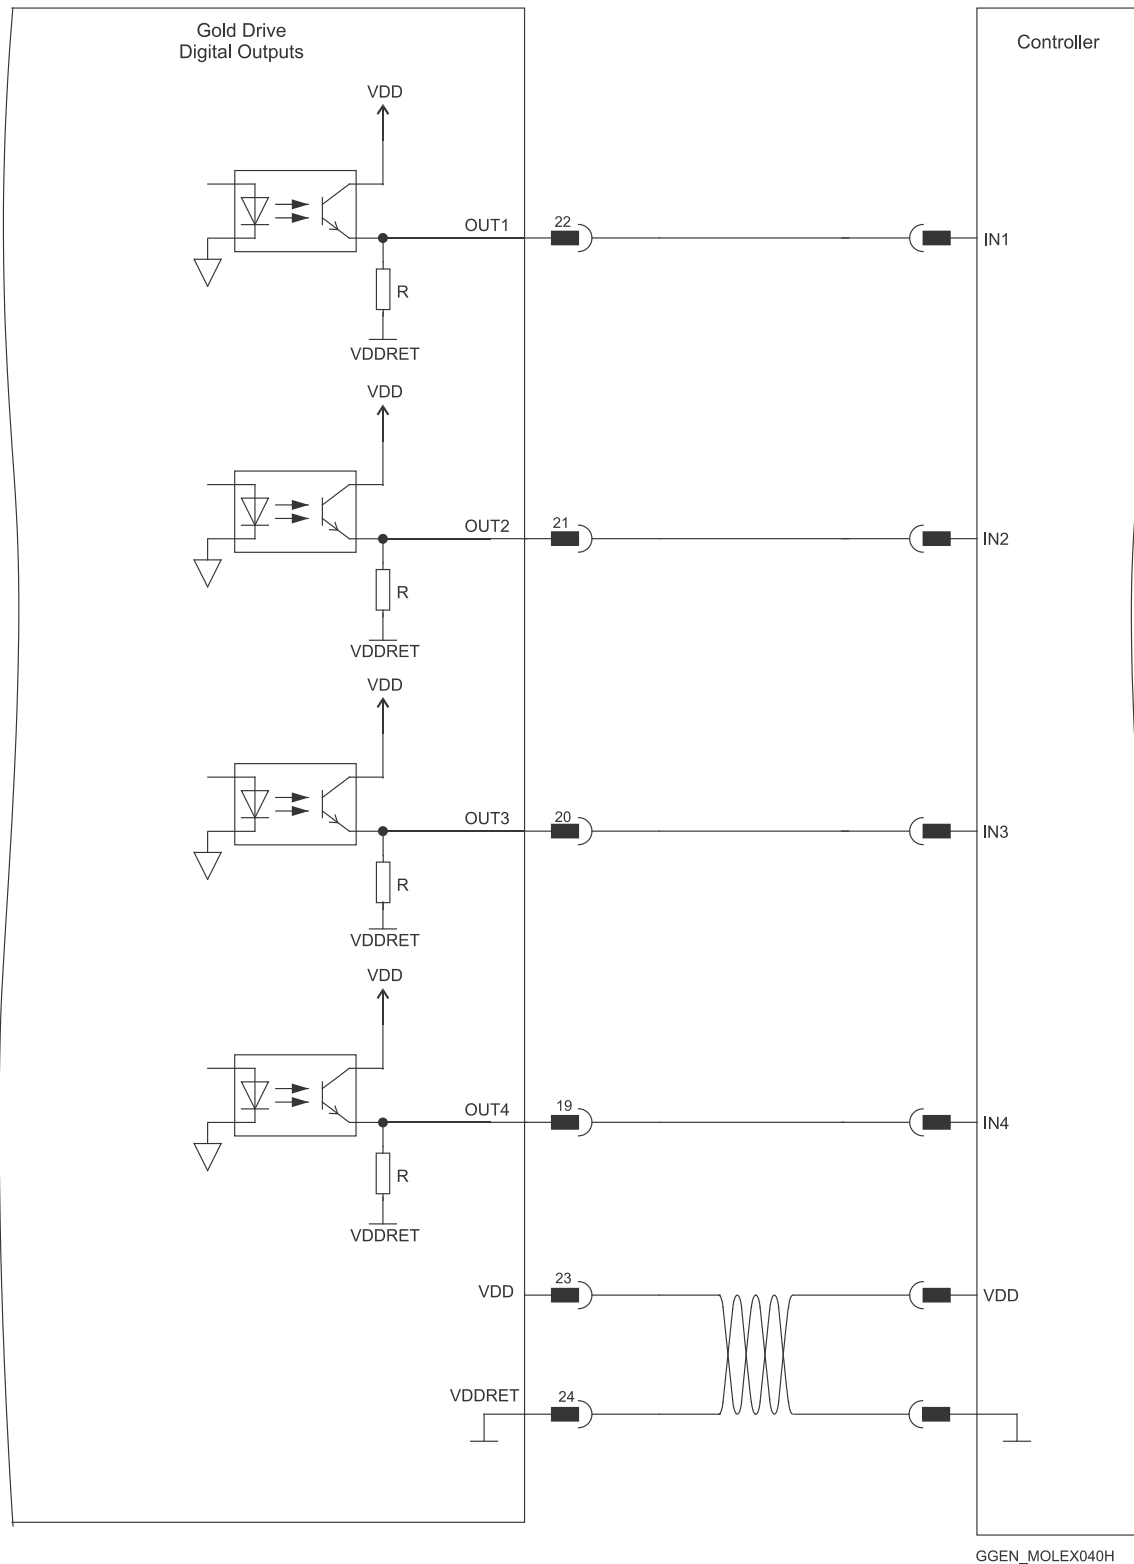 Gold Drive
Digital Outputs
Controller
VDD
OUT1
22
IN1
R
VDDRET
VDD
OUT2
21
IN2
R
VDDRET
VDD
OUT3
20
IN3
R
VDDRET
VDD
OUT4
19
IN4
R
VDDRET
VDD
23
VDD
VDDRET
24
GGEN_MOLEX040H